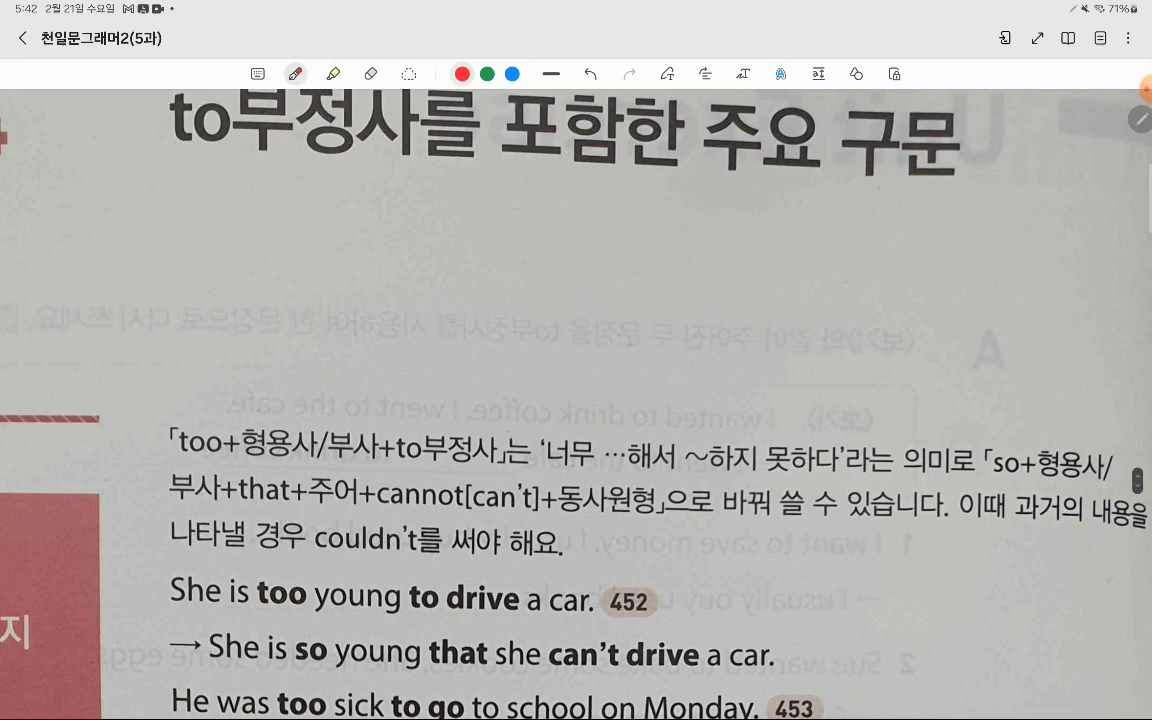 5:42 2월 21일 수요일
71%
천일문그래머2(5과)
to부정사를 포함한 주요 구문
「too+형용사/부사+to부정사」는 ‘너무 …해서 ~하지 못하다’라는 의미로 「so+형용사/
부사+that+주어+cannot[can't]+동사원형」으로 바꿔 쓸 수 있습니다. 이때 과거의 내용을
나타낼 경우 couldn't를 써야 해요.
She is too young to drive a car. 452
→ She is so young that she can't drive a car.
지
He was too sick to go to school on Monday. 453